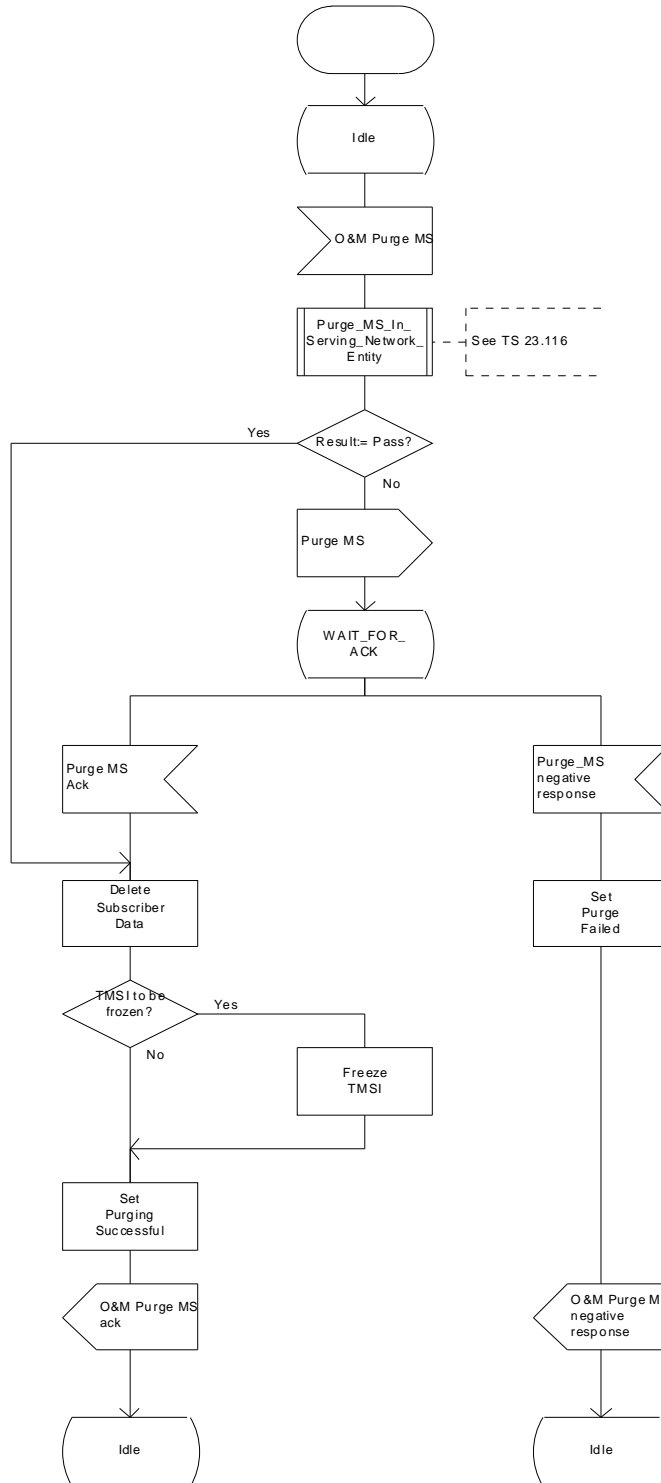 Idle
O&M Purge MS
Purge_MS_In_
Serving_Network_
Entity
See TS 23.116
Yes
Result:= Pass?
No
Purge MS
WAIT_FOR_
ACK
Purge MS
Ack
Purge_MS
negative
response
Delete
Subscriber
Data
Set
Purge
Failed
TMSI to be
frozen?
Yes
No
Freeze
TMSI
Set
Purging
Successful
O&M Purge MS
ack
O&M Purge M
negative
response
Idle
Idle